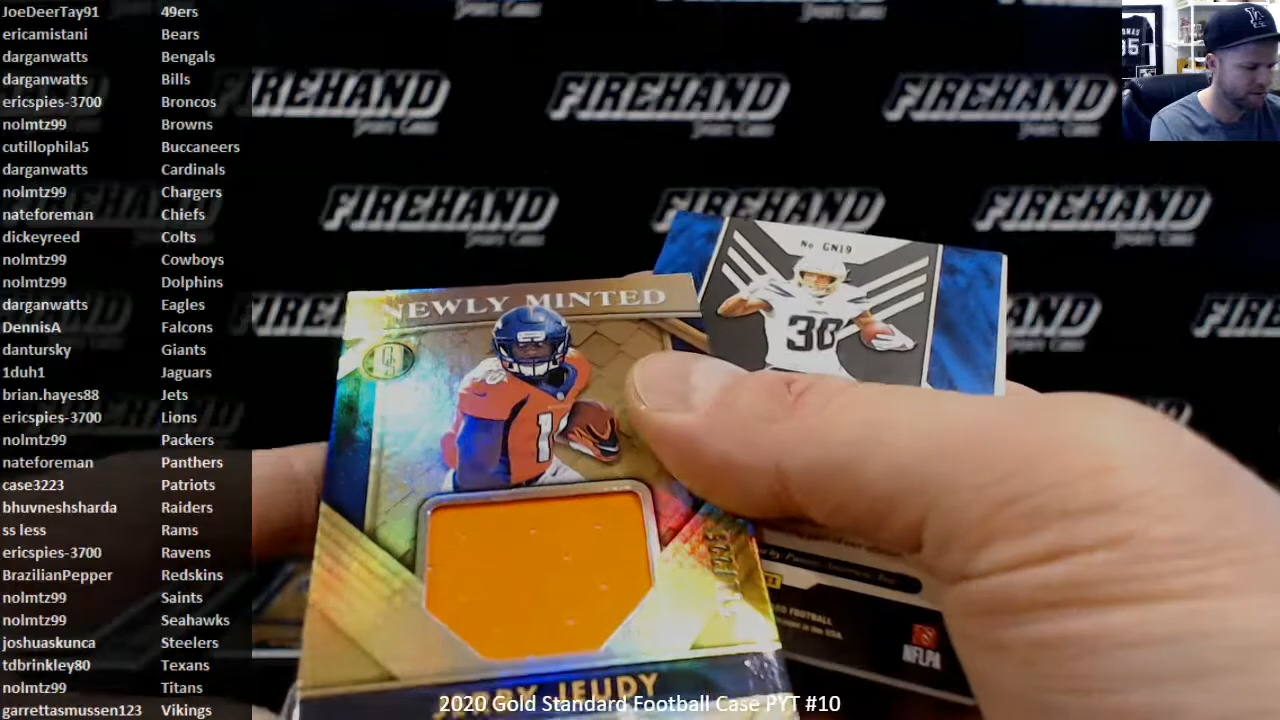 JoeDeerTay91 49ers
ericamistani Bears
darganwatts Bengals
darganwatts Bills
ericspies-3700 Broncos
nolmtz99 Browns
cutillophila5 Buccaneers
darganwatts Cardinals
nolmtz99 Chargers
nateforeman Chiefs
dickeyreed Colts
nolmtz99 Cowboys
nolmtz99 Dolphins
darganwatts Eagles
DennisA Falcons
dantursky Giants
1duh1 Jaguars
brian.hayes88 Jets
ericspies-3700 Lions
nolmtz99 Packers
nateforeman Panthers
case3223 Patriots
bhuvneshsharda Raiders
ss less Rams
ericspies-3700 Ravens
BrazilianPepper Redskins
nolmtz99 Saints
nolmtz99 Seahawks
joshuaskunca Steelers
tdbrinkley80 Texans
nolmtz99 Titans
garrettasmussen123 Vikings
FIREHAND FIREHAND FIREHAND
FIREHAND FIREHAND FIREHAND
No GN19
30
NEWLY MINTED
GS
JEUDY
NFLPA
2020 Gold Standard Football Case PYT #10